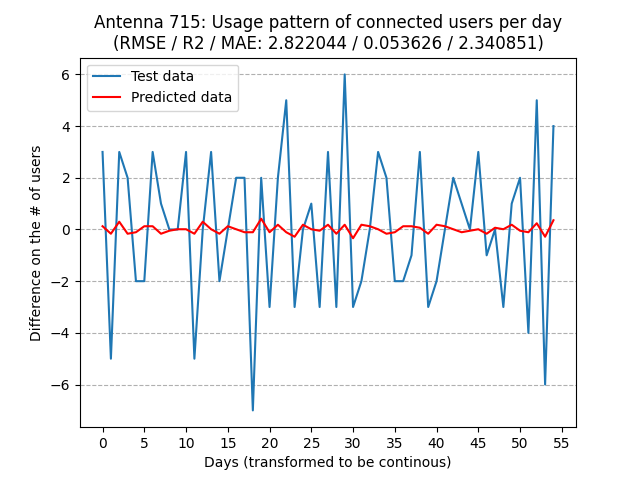 Antenna 715: Usage pattern of connected users per day
(RMSE / R2 / MAE: 2.822044 / 0.053626 / 2.340851)
Test data
Predicted data
Difference on the # of users
6
4
2
0
−2
−4
−6
0 5 10 15 20 25 30 35 40 45 50 55
Days (transformed to be continous)